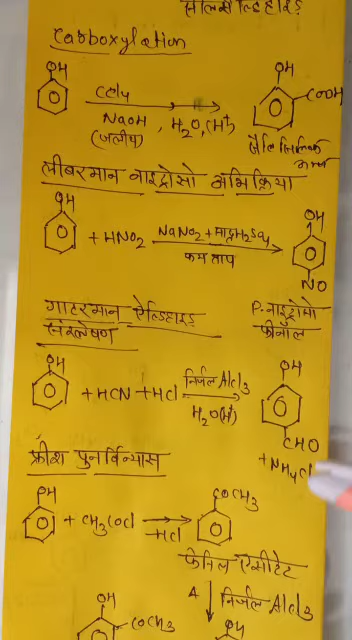 सैलिसैल्डिहाइड
Carboxylation
OH OH
CCl4 COOH
NaOH , H2O,(H+)
(जलीय) सैलिसिलिक अम्ल
लीबरमान नाइट्रोसो अभिक्रिया
OH OH
+ HNO2 NaNO2 + सान्द्र H2SO4
कम ताप
NO
गाटरमान ऐल्डिहाइड P-नाइट्रोसो
संश्लेषण फीनॉल
OH OH
+ HCN + HCl निर्जल AlCl3
H2O(H+)
CHO
+ NH4Cl
फ्रीश पुनर्विन्यास
OH OCOCH3
+ CH3COCl -HCl
फेनिल ऐसीटेट
Δ निर्जल AlCl3
OH OH
COCH3